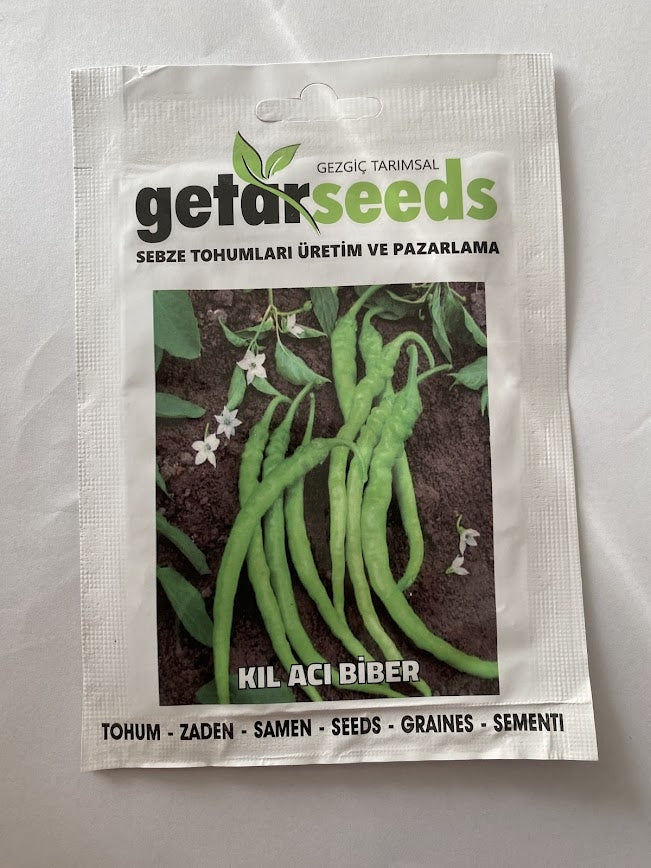 GEZGİÇ TARIMSAL
getarseeds
SEBZE TOHUMLARI ÜRETİM VE PAZARLAMA
KIL ACI BİBER
TOHUM - ZADEN - SAMEN - SEEDS - GRAINES - SEMENTI